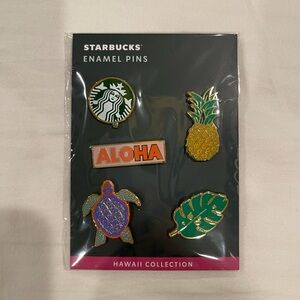 STARBUCKS®
ENAMEL PINS
ALOHA
HAWAII COLLECTION